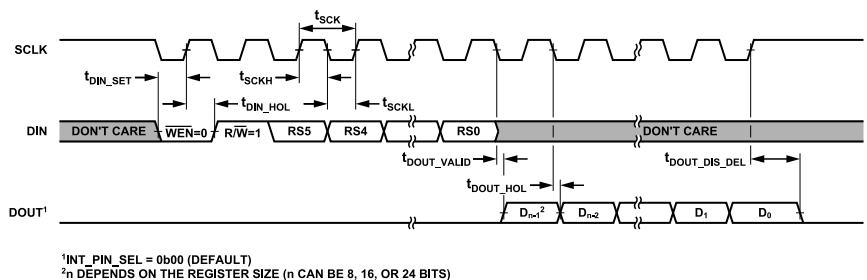 tSCK
SCLK
tDIN_SET
tSCKH
tDIN_HOL
tSCKL
DIN
DON'T CARE
WEN=0
R/W=1
RS5
RS4
RS0
DON'T CARE
tDOUT_VALID
tDOUT_DIS_DEL
tDOUT_HOL
DOUT¹
Dn-1²
Dn-2
D1
D0
¹INT_PIN_SEL = 0b00 (DEFAULT)
²n DEPENDS ON THE REGISTER SIZE (n CAN BE 8, 16, OR 24 BITS)